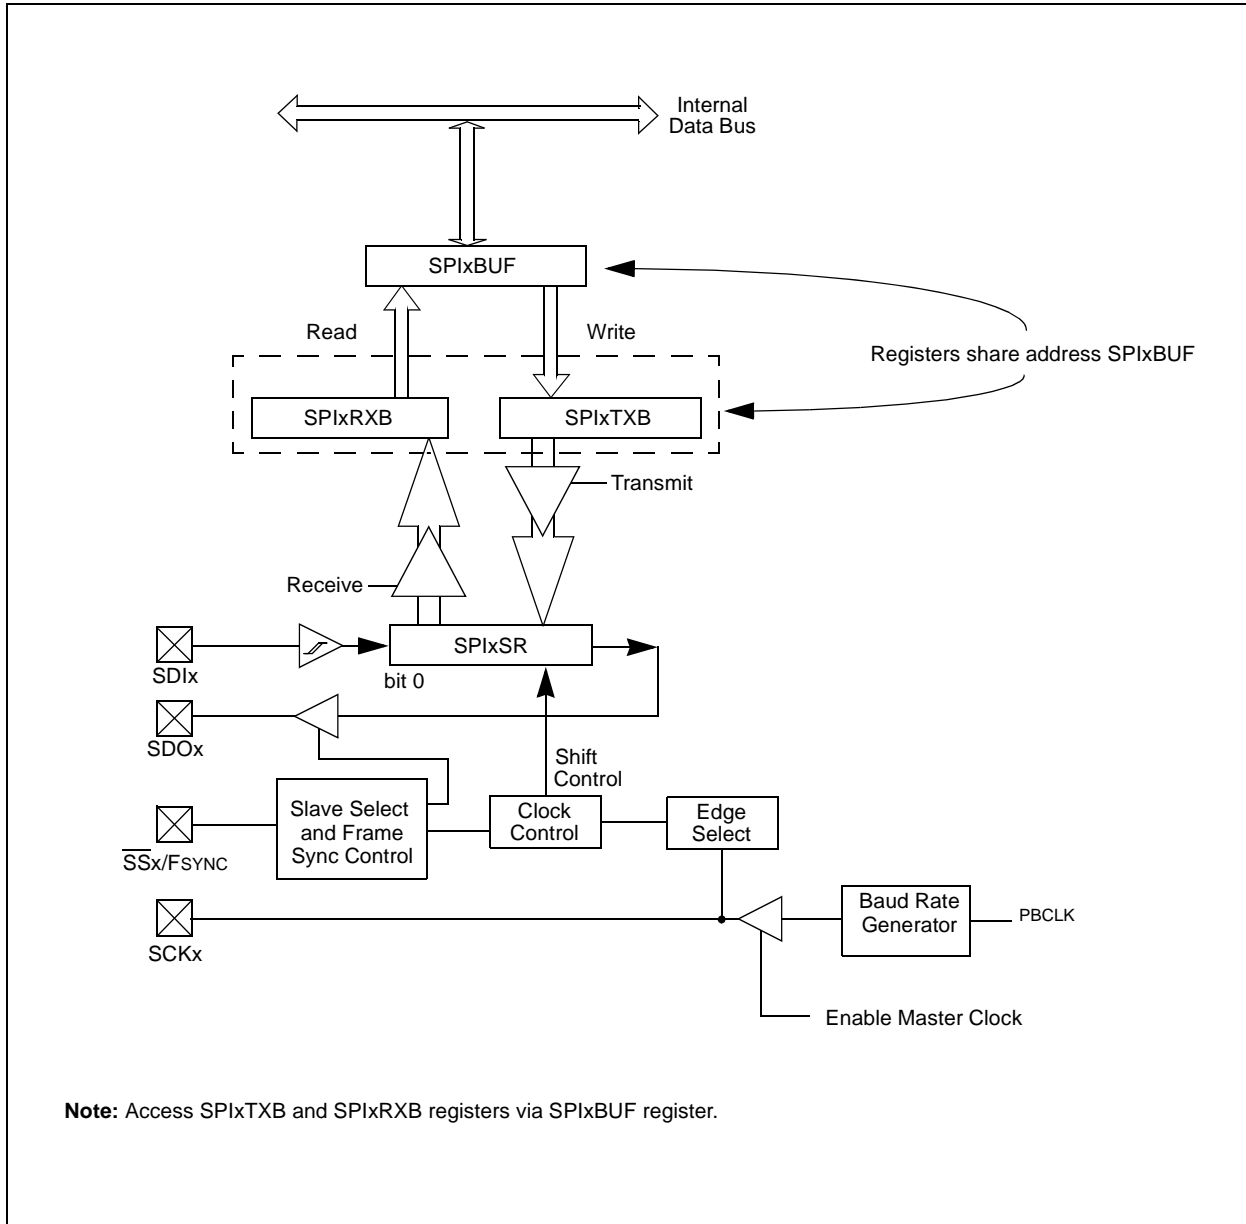 Internal
Data Bus
SPIxBUF
Read
Write
Registers share address SPIxBUF
SPIxRXB
SPIxTXB
Transmit
Receive
SPIxSR
SDIx
bit 0
SDOx
Shift
Control
Slave Select
and Frame
Sync Control
Clock
Control
Edge
Select
SSx/FSYNC
Baud Rate
Generator
PBCLK
SCKx
Enable Master Clock
Note: Access SPIxTXB and SPIxRXB registers via SPIxBUF register.